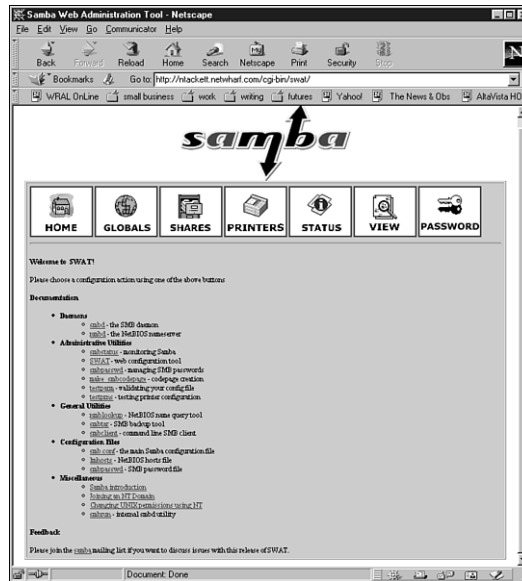 Samba Web Administration Tool - Netscape
File Edit View Go Communicator Help
Back Forward Reload Home Search Netscape Print Security Stop
Bookmarks Go to: http://ntackett.netwharf.com/cgi-bin/swat/
WRAL OnLine small business work writing futures Yahoo! The News & Obs AltaVista HO
samba
HOME GLOBALS SHARES PRINTERS STATUS VIEW PASSWORD
Welcome to SWAT!
Please choose a configuration action using one of the above buttons
Documentation
Daemons
smbd - the SMB daemon
nmbd - the NetBIOS nameserver
Administrative Utilities
smbstatus - monitoring Samba
SWAT - web configuration tool
smbpasswd - managing SMB passwords
make_smbcodepage - codepage creation
testparm - validating your config file
testprns - testing printer configuration
General Utilities
nmblookup - NetBIOS name query tool
smbtar - SMB backup tool
smbclient - command line SMB client
Configuration Files
smb.conf - the main Samba configuration file
lmhosts - NetBIOS hosts file
smbpasswd - SMB password file
Miscellaneous
Samba introduction
Joining an NT Domain
Changing UNIX permissions using NT
smbrun - internal smbd utility
Feedback
Please join the samba mailing list if you want to discuss issues with this release of SWAT.
Document: Done